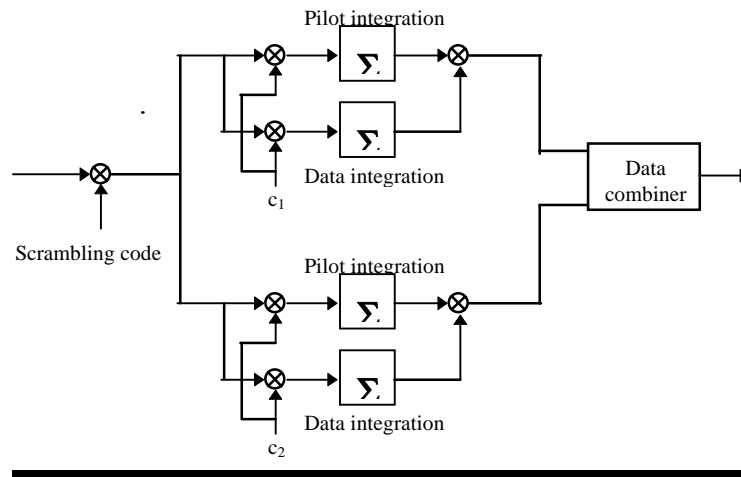 Pilot integration
Σ
Σ
Data integration
c₁
Scrambling code
Data
combiner
Pilot integration
Σ
Σ
Data integration
c₂